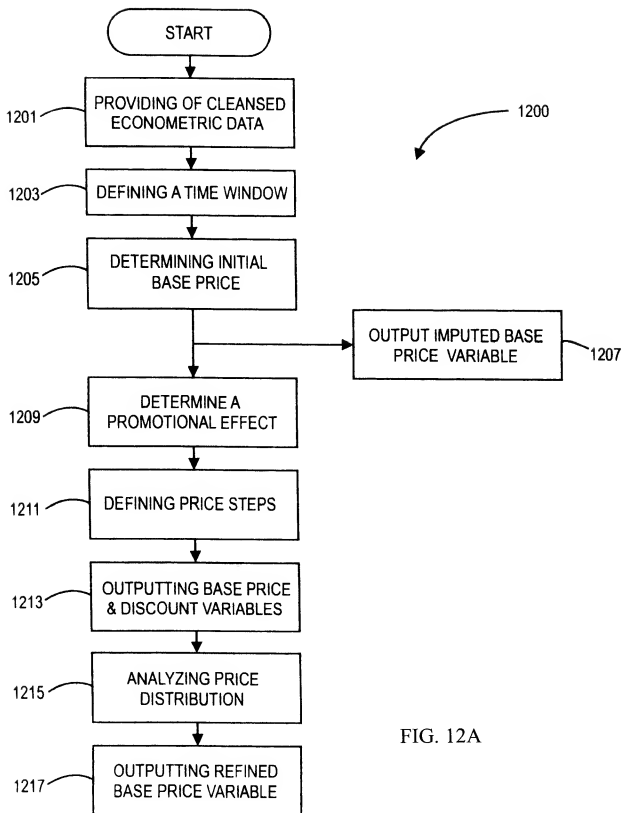 START
1201
PROVIDING OF CLEANSED
ECONOMETRIC DATA
1200
1203
DEFINING A TIME WINDOW
1205
DETERMINING INITIAL
BASE PRICE
OUTPUT IMPUTED BASE
PRICE VARIABLE
1207
1209
DETERMINE A
PROMOTIONAL EFFECT
1211
DEFINING PRICE STEPS
1213
OUTPUTTING BASE PRICE
& DISCOUNT VARIABLES
1215
ANALYZING PRICE
DISTRIBUTION
FIG. 12A
1217
OUTPUTTING REFINED
BASE PRICE VARIABLE